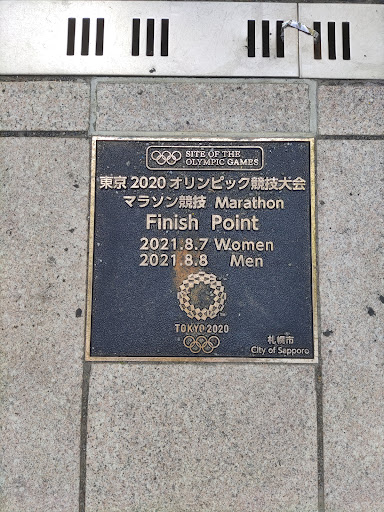 SITE OF THE
OLYMPIC GAMES
東京2020オリンピック競技大会
マラソン競技 Marathon
Finish Point
2021.8.7 Women
2021.8.8 Men
TOKYO 2020
札幌市
City of Sapporo